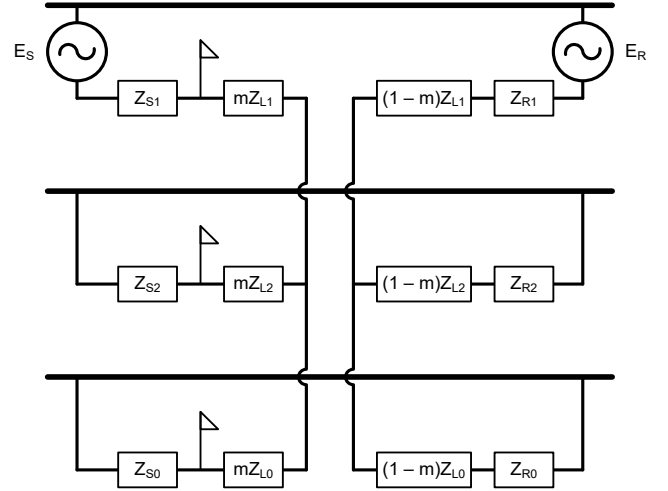 E_S E_R
Z_S1 mZ_L1 (1 – m)Z_L1 Z_R1
Z_S2 mZ_L2 (1 – m)Z_L2 Z_R2
Z_S0 mZ_L0 (1 – m)Z_L0 Z_R0